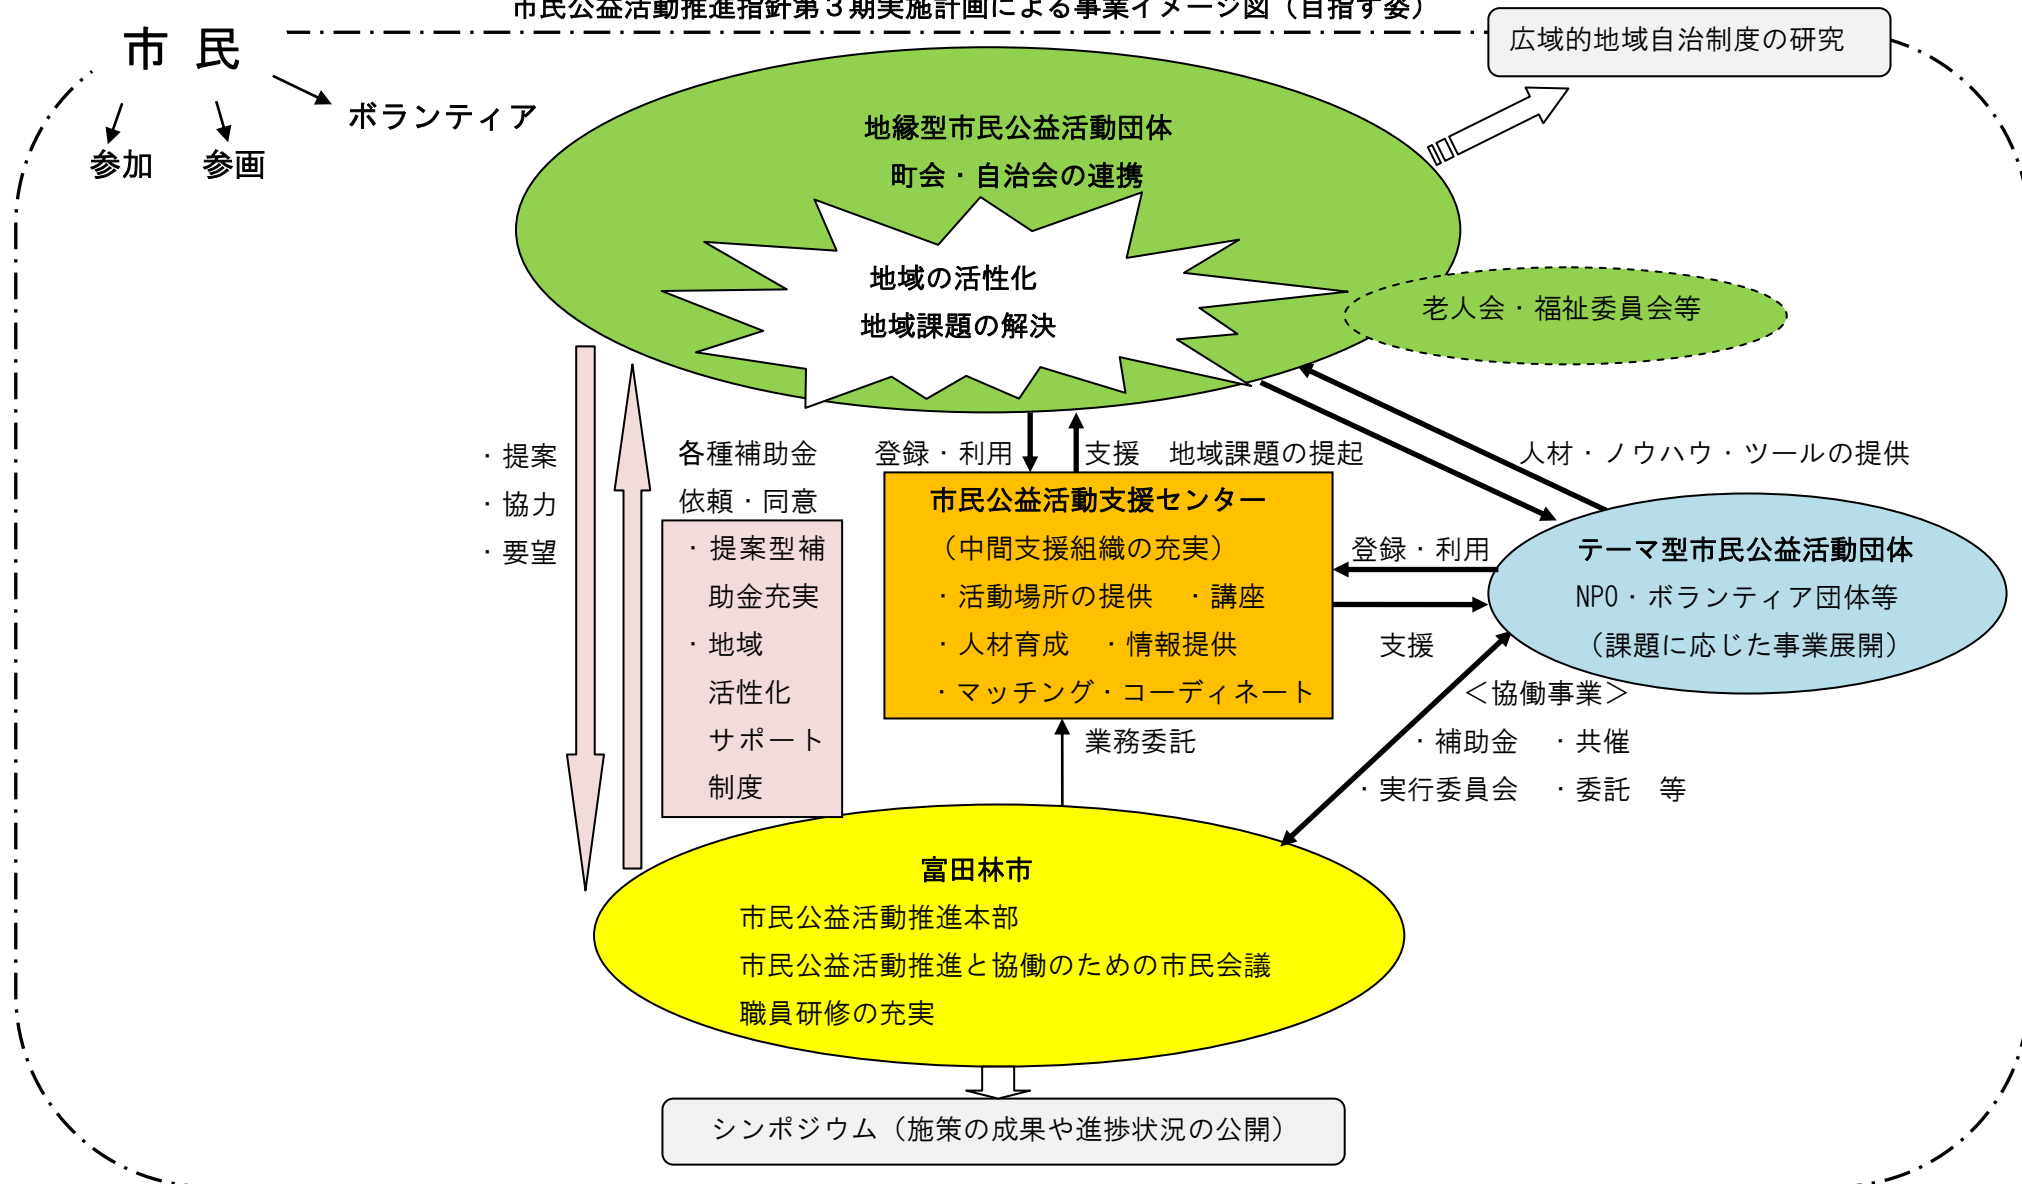 市民公益活動推進指針第３期実施計画による事業イメージ図（目指す姿）
市 民
広域的地域自治制度の研究
ボランティア
参加 参画
地縁型市民公益活動団体
町会・自治会の連携
地域の活性化
地域課題の解決
老人会・福祉委員会等
・提案
・協力
・要望
各種補助金
依頼・同意
・提案型補
助金充実
・地域
活性化
サポート
制度
登録・利用
支援
地域課題の提起
人材・ノウハウ・ツールの提供
市民公益活動支援センター
（中間支援組織の充実）
・活動場所の提供 ・講座
・人材育成 ・情報提供
・マッチング・コーディネート
登録・利用
支援
テーマ型市民公益活動団体
NPO・ボランティア団体等
（課題に応じた事業展開）
＜協働事業＞
・補助金 ・共催
・実行委員会 ・委託 等
業務委託
富田林市
市民公益活動推進本部
市民公益活動推進と協働のための市民会議
職員研修の充実
シンポジウム（施策の成果や進捗状況の公開）